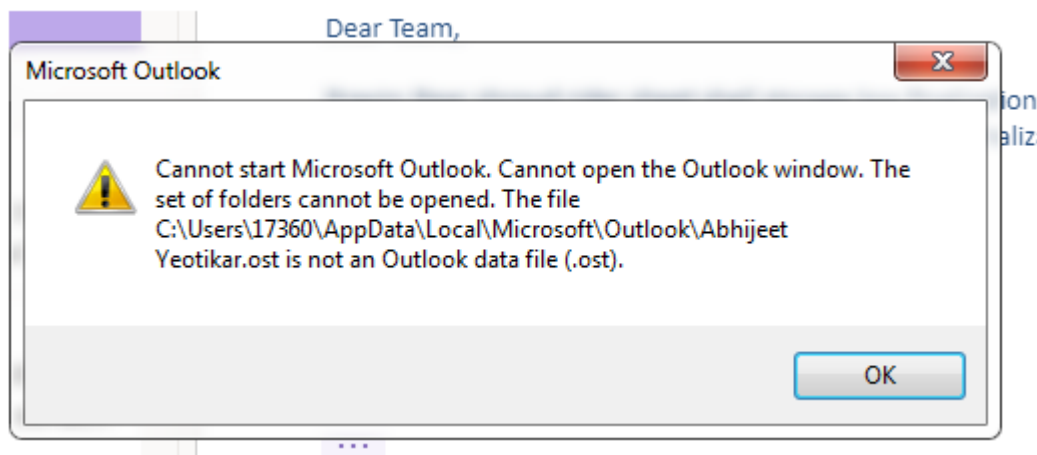 Dear Team,
Microsoft Outlook
ion
aliz
Cannot start Microsoft Outlook. Cannot open the Outlook window. The
set of folders cannot be opened. The file
C:\Users\17360\AppData\Local\Microsoft\Outlook\Abhijeet
Yeotikar.ost is not an Outlook data file (.ost).
OK
...